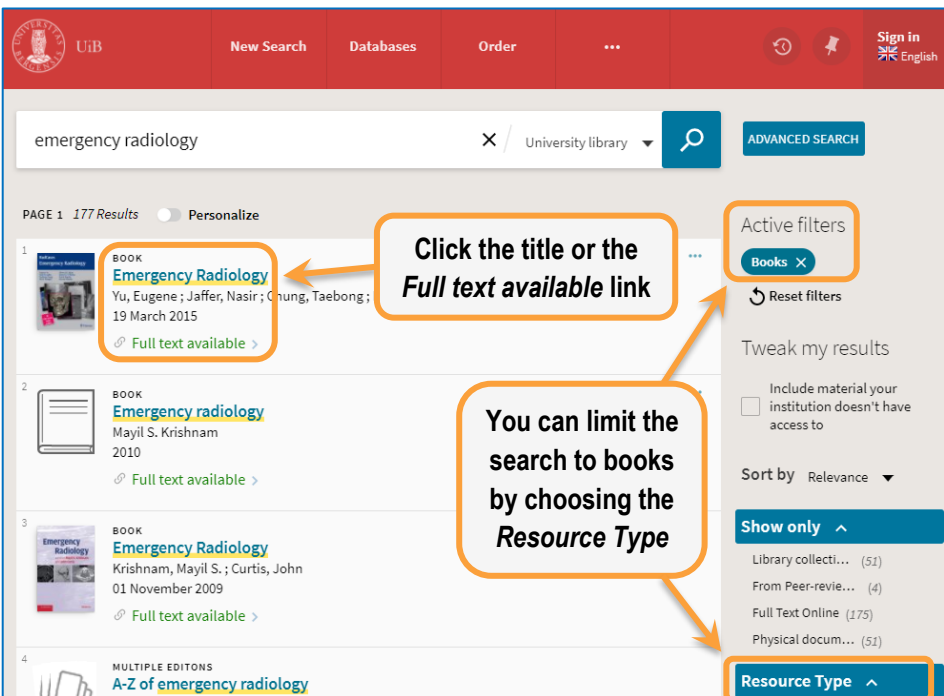 UiB
New Search
Databases
Order
...
Sign in
English
emergency radiology
University library
ADVANCED SEARCH
PAGE 1 177 Results
Personalize
1
BOOK
Emergency Radiology
Yu, Eugene ; Jaffer, Nasir ; Chung, Taebong ;
19 March 2015
Full text available >
Click the title or the
Full text available link
2
BOOK
Emergency radiology
Mayil S. Krishnam
2010
Full text available >
You can limit the
search to books
by choosing the
Resource Type
3
Emergency
Radiology
BOOK
Emergency Radiology
Krishnam, Mayil S. ; Curtis, John
01 November 2009
Full text available >
4
MULTIPLE EDITONS
A-Z of emergency radiology
Active filters
Books X
Reset filters
Tweak my results
Include material your
institution doesn't have
access to
Sort by Relevance
Show only
Library collecti... (51)
From Peer-revie... (4)
Full Text Online (175)
Physical docum... (51)
Resource Type